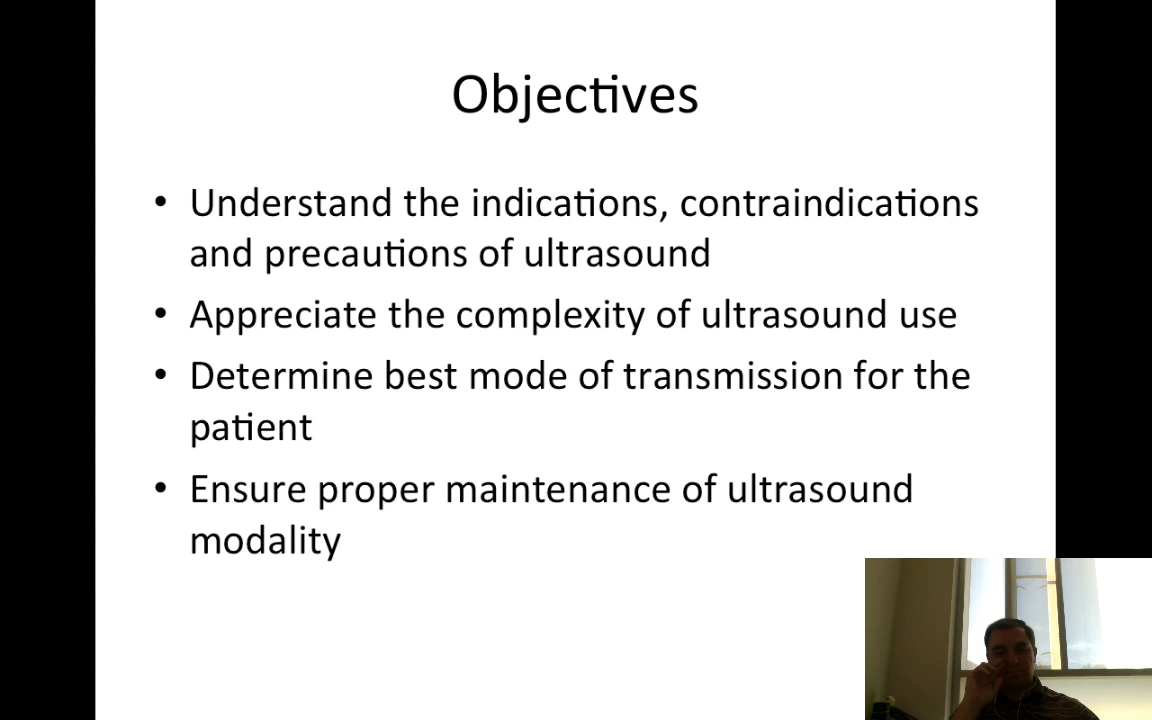 Objectives
• Understand the indications, contraindications
and precautions of ultrasound
• Appreciate the complexity of ultrasound use
• Determine best mode of transmission for the
patient
• Ensure proper maintenance of ultrasound
modality